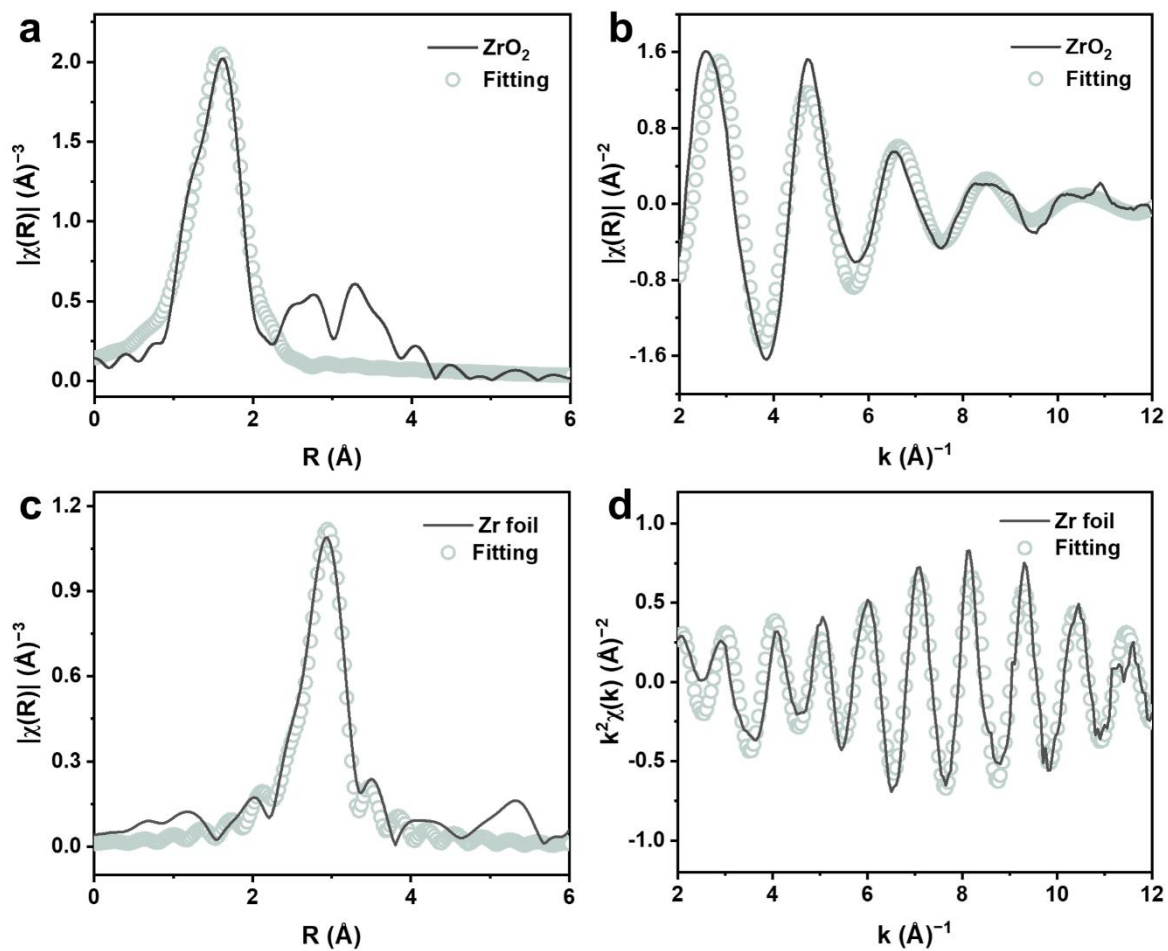 a
ZrO₂
Fitting
|χ(R)| (Å)⁻³
2.0
1.5
1.0
0.5
0.0
0 2 4 6
R (Å)
b
ZrO₂
Fitting
|χ(R)| (Å)⁻²
1.6
0.8
0.0
-0.8
-1.6
2 4 6 8 10 12
k (Å)⁻¹
c
Zr foil
Fitting
|χ(R)| (Å)⁻³
1.2
0.9
0.6
0.3
0.0
0 2 4 6
R (Å)
d
Zr foil
Fitting
k²χ(k) (Å)⁻²
1.0
0.5
0.0
-0.5
-1.0
2 4 6 8 10 12
k (Å)⁻¹